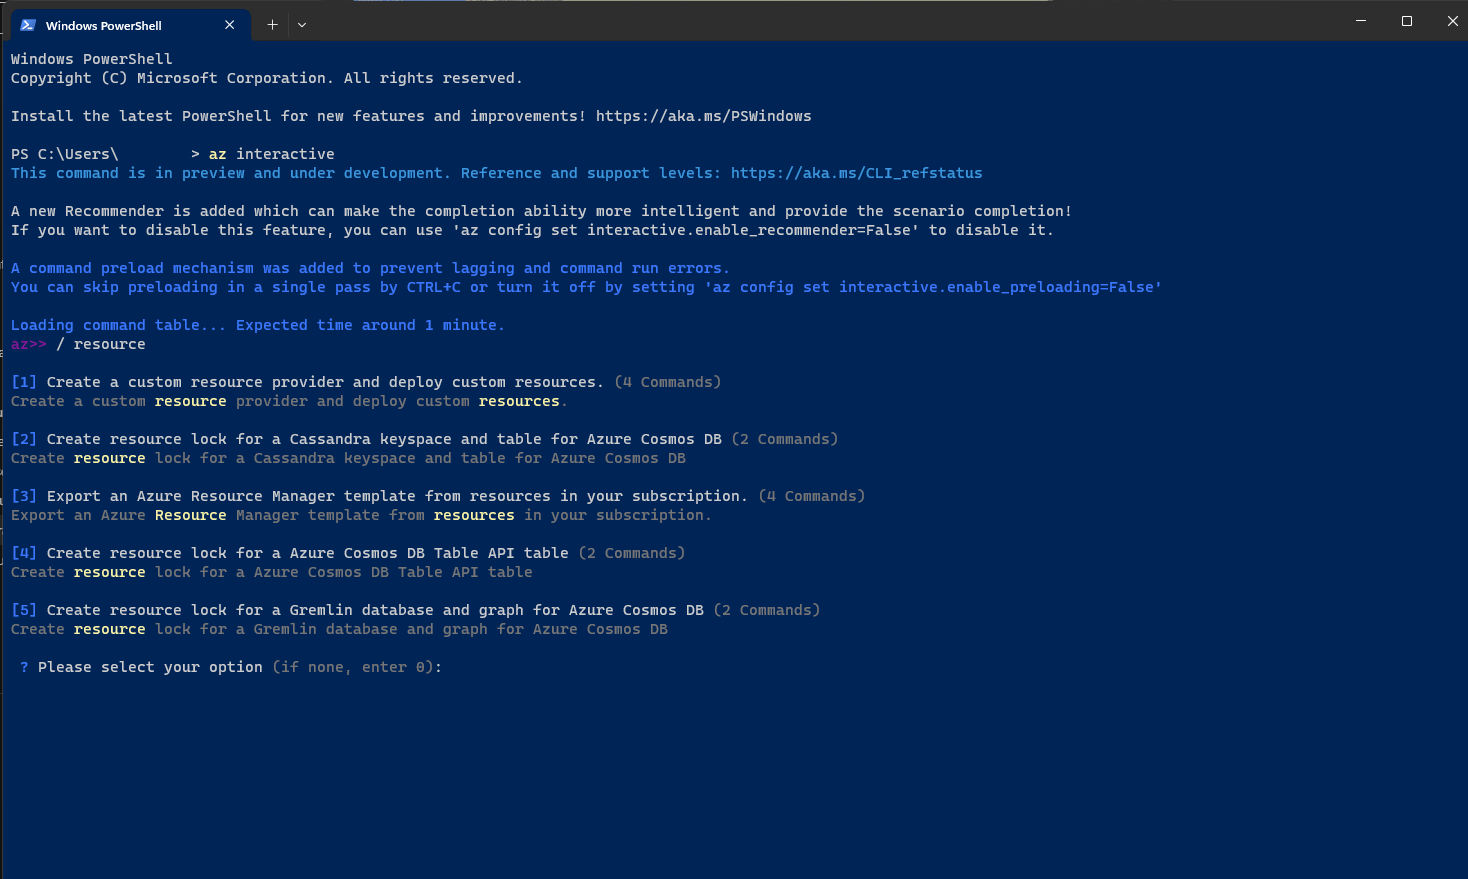 Windows PowerShell
Windows PowerShell
Copyright (C) Microsoft Corporation. All rights reserved.
Install the latest PowerShell for new features and improvements! https://aka.ms/PSWindows
PS C:\Users\ > az interactive
This command is in preview and under development. Reference and support levels: https://aka.ms/CLI_refstatus
A new Recommender is added which can make the completion ability more intelligent and provide the scenario completion!
If you want to disable this feature, you can use 'az config set interactive.enable_recommender=False' to disable it.
A command preload mechanism was added to prevent lagging and command run errors.
You can skip preloading in a single pass by CTRL+C or turn it off by setting 'az config set interactive.enable_preloading=False'
Loading command table... Expected time around 1 minute.
az>> / resource
[1] Create a custom resource provider and deploy custom resources. (4 Commands)
Create a custom resource provider and deploy custom resources.
[2] Create resource lock for a Cassandra keyspace and table for Azure Cosmos DB (2 Commands)
Create resource lock for a Cassandra keyspace and table for Azure Cosmos DB
[3] Export an Azure Resource Manager template from resources in your subscription. (4 Commands)
Export an Azure Resource Manager template from resources in your subscription.
[4] Create resource lock for a Azure Cosmos DB Table API table (2 Commands)
Create resource lock for a Azure Cosmos DB Table API table
[5] Create resource lock for a Gremlin database and graph for Azure Cosmos DB (2 Commands)
Create resource lock for a Gremlin database and graph for Azure Cosmos DB
? Please select your option (if none, enter 0):